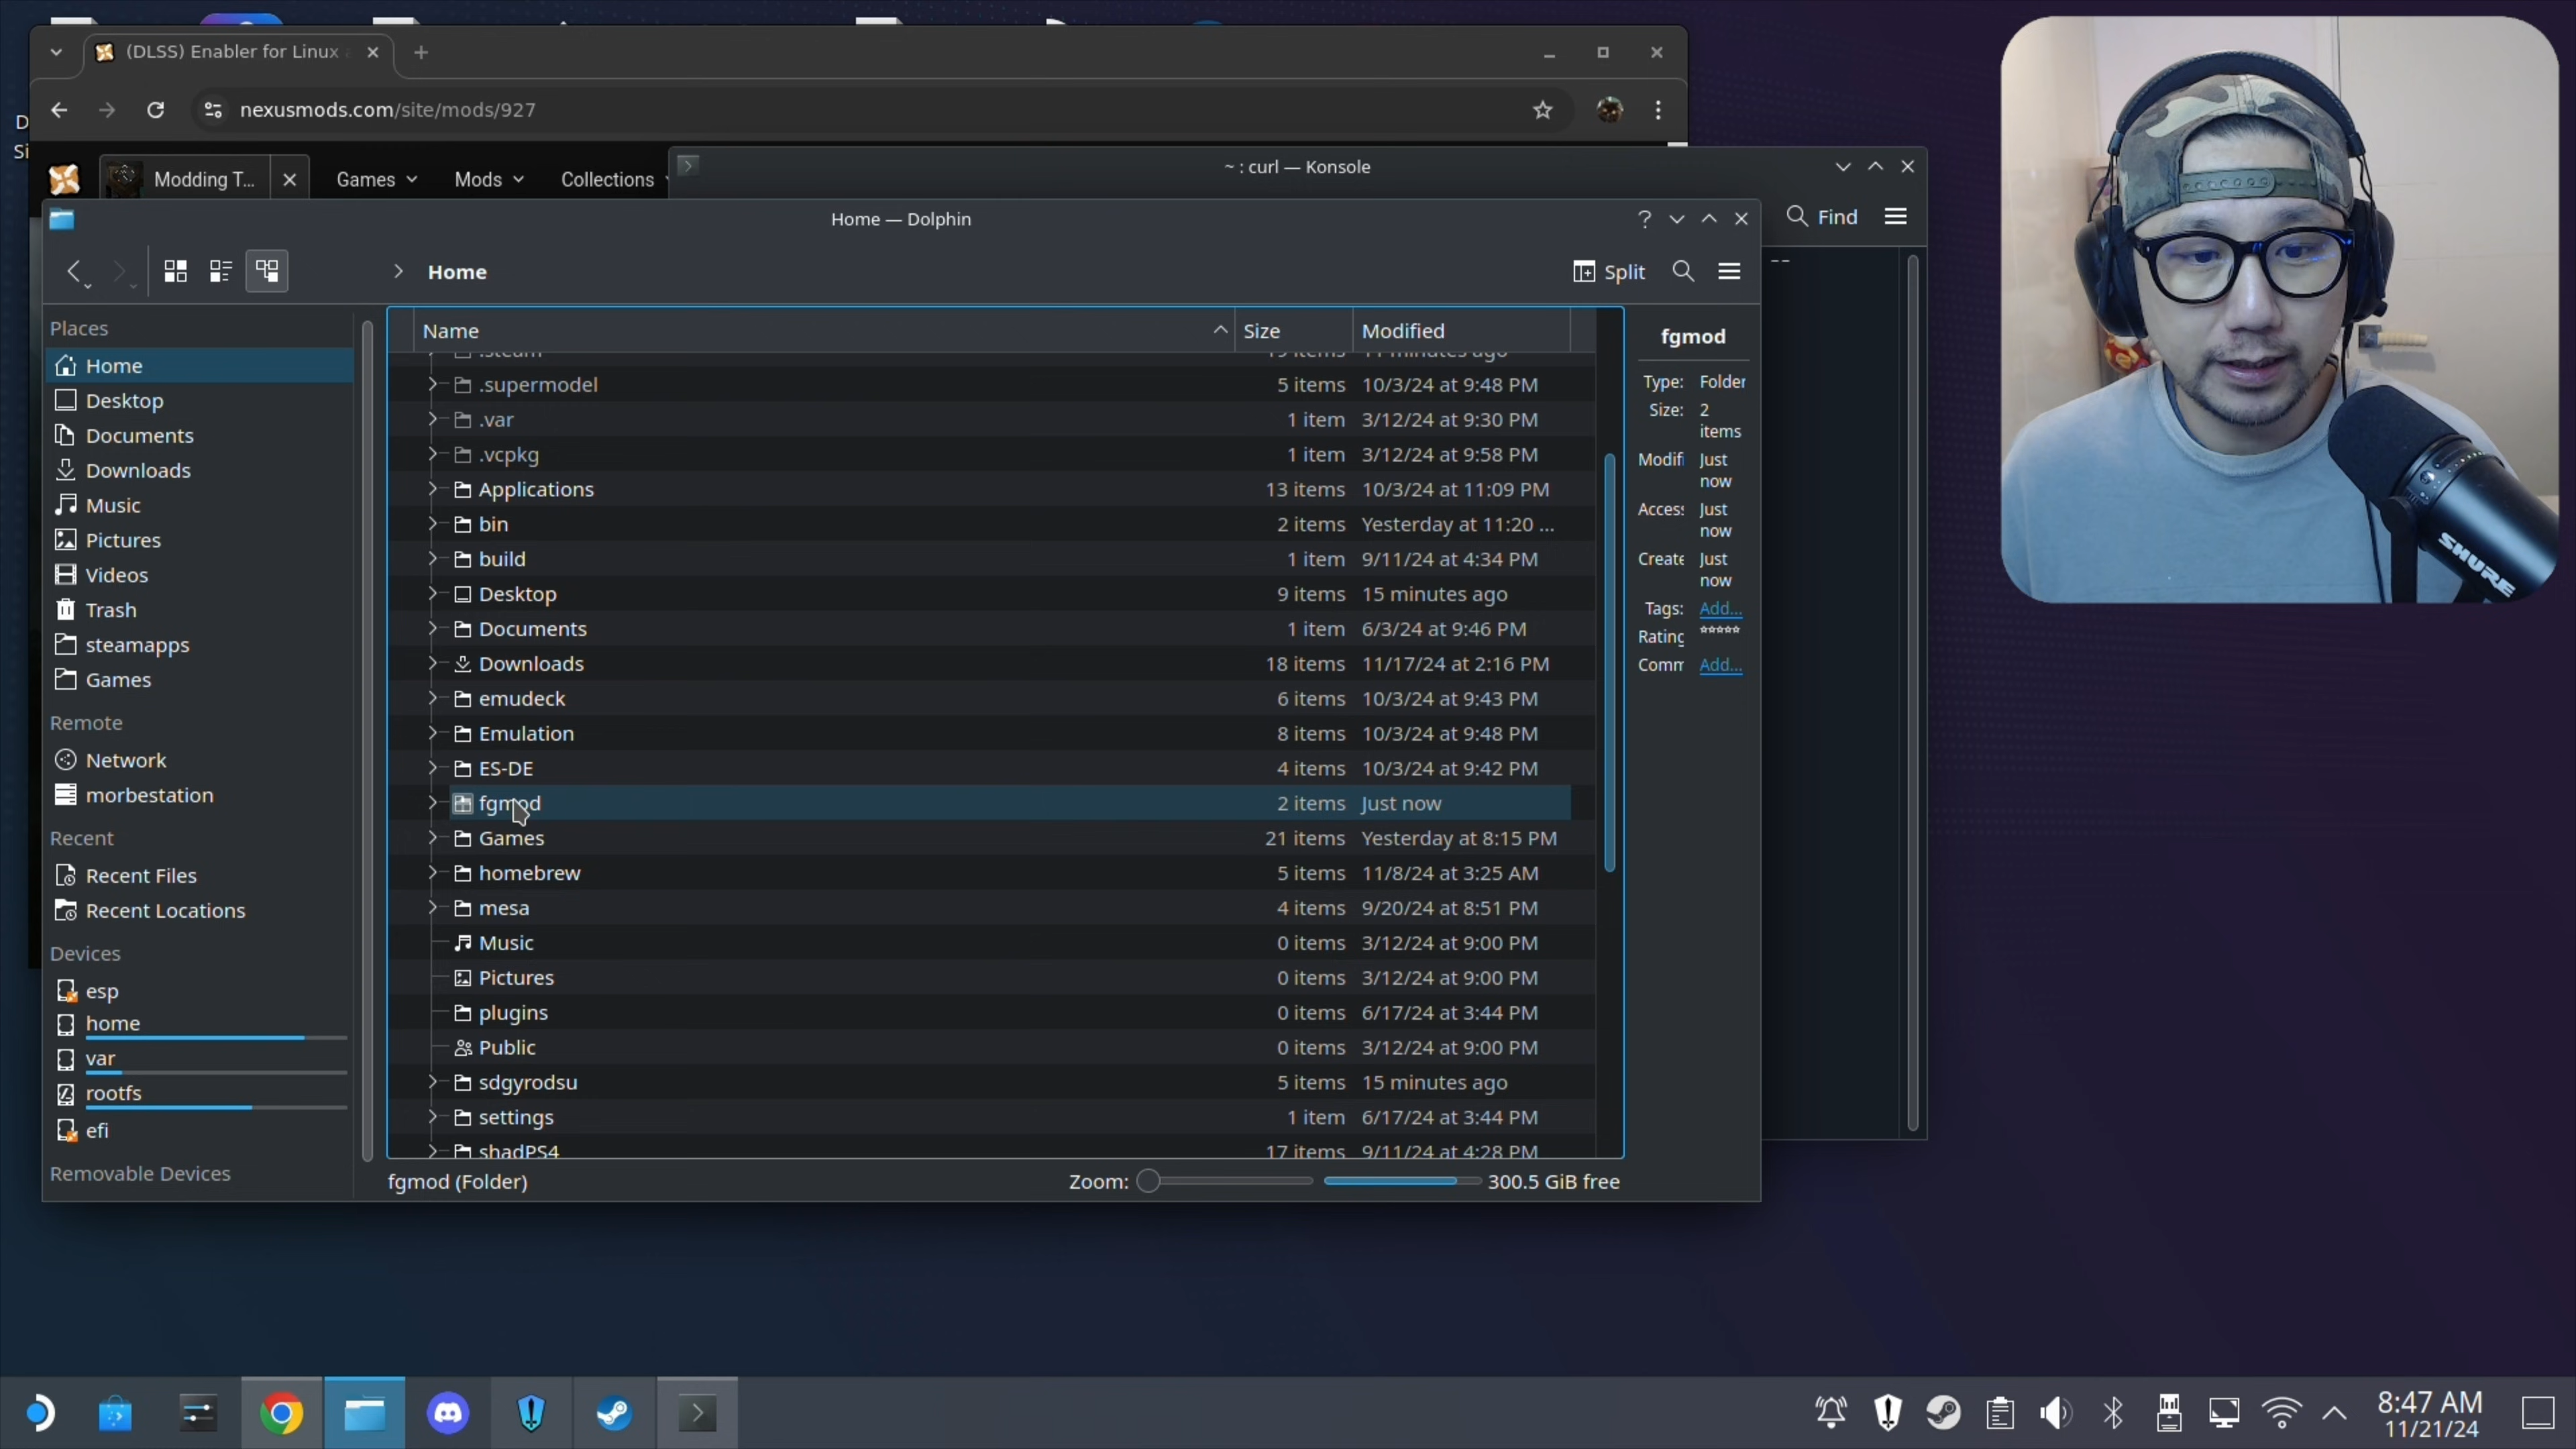 (DLSS) Enabler for Linux
nexusmods.com/site/mods/927
Modding T...
Games
Mods
Collections
~ : curl — Konsole
Find
--
Home — Dolphin
Home
Split
Places
Home
Desktop
Documents
Downloads
Music
Pictures
Videos
Trash
steamapps
Games
Remote
Network
morbestation
Recent
Recent Files
Recent Locations
Devices
esp
home
var
rootfs
efi
Removable Devices
Name Size Modified
.supermodel 5 items 10/3/24 at 9:48 PM
.var 1 item 3/12/24 at 9:30 PM
.vcpkg 1 item 3/12/24 at 9:58 PM
Applications 13 items 10/3/24 at 11:09 PM
bin 2 items Yesterday at 11:20 ...
build 1 item 9/11/24 at 4:34 PM
Desktop 9 items 15 minutes ago
Documents 1 item 6/3/24 at 9:46 PM
Downloads 18 items 11/17/24 at 2:16 PM
emudeck 6 items 10/3/24 at 9:43 PM
Emulation 8 items 10/3/24 at 9:48 PM
ES-DE 4 items 10/3/24 at 9:42 PM
fgmod 2 items Just now
Games 21 items Yesterday at 8:15 PM
homebrew 5 items 11/8/24 at 3:25 AM
mesa 4 items 9/20/24 at 8:51 PM
Music 0 items 3/12/24 at 9:00 PM
Pictures 0 items 3/12/24 at 9:00 PM
plugins 0 items 6/17/24 at 3:44 PM
Public 0 items 3/12/24 at 9:00 PM
sdgyrodsu 5 items 15 minutes ago
settings 1 item 6/17/24 at 3:44 PM
shadPS4 17 items 9/11/24 at 4:28 PM
fgmod (Folder)
Zoom:
300.5 GiB free
fgmod
Type: Folder
Size: 2
items
Modifi Just
now
Access Just
now
Create Just
now
Tags: Add...
Rating
Comm Add...
SHURE
8:47 AM
11/21/24